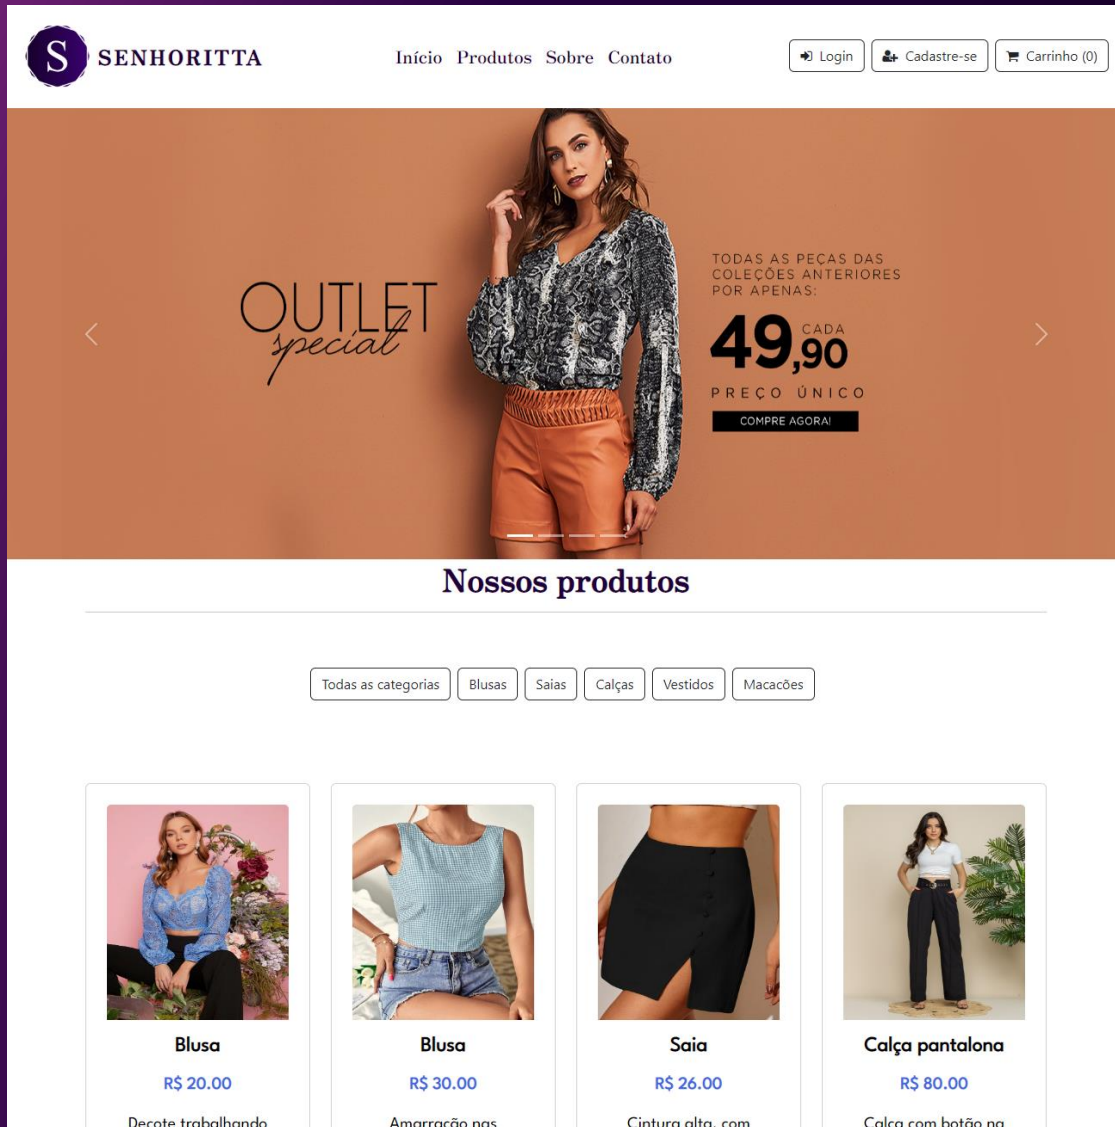 S SENHORITTA
Início Produtos Sobre Contato
Login Cadastre-se Carrinho (0)
OUTLET
special
TODAS AS PEÇAS DAS
COLEÇÕES ANTERIORES
POR APENAS:
49,90 CADA
PREÇO ÚNICO
COMPRE AGORA!
Nossos produtos
Todas as categorias Blusas Saias Calças Vestidos Macacões
Blusa Blusa Saia Calça pantalona
R$ 20.00 R$ 30.00 R$ 26.00 R$ 80.00
Decote trabalhando Amarração nas Cintura alta, com Calça com botão na